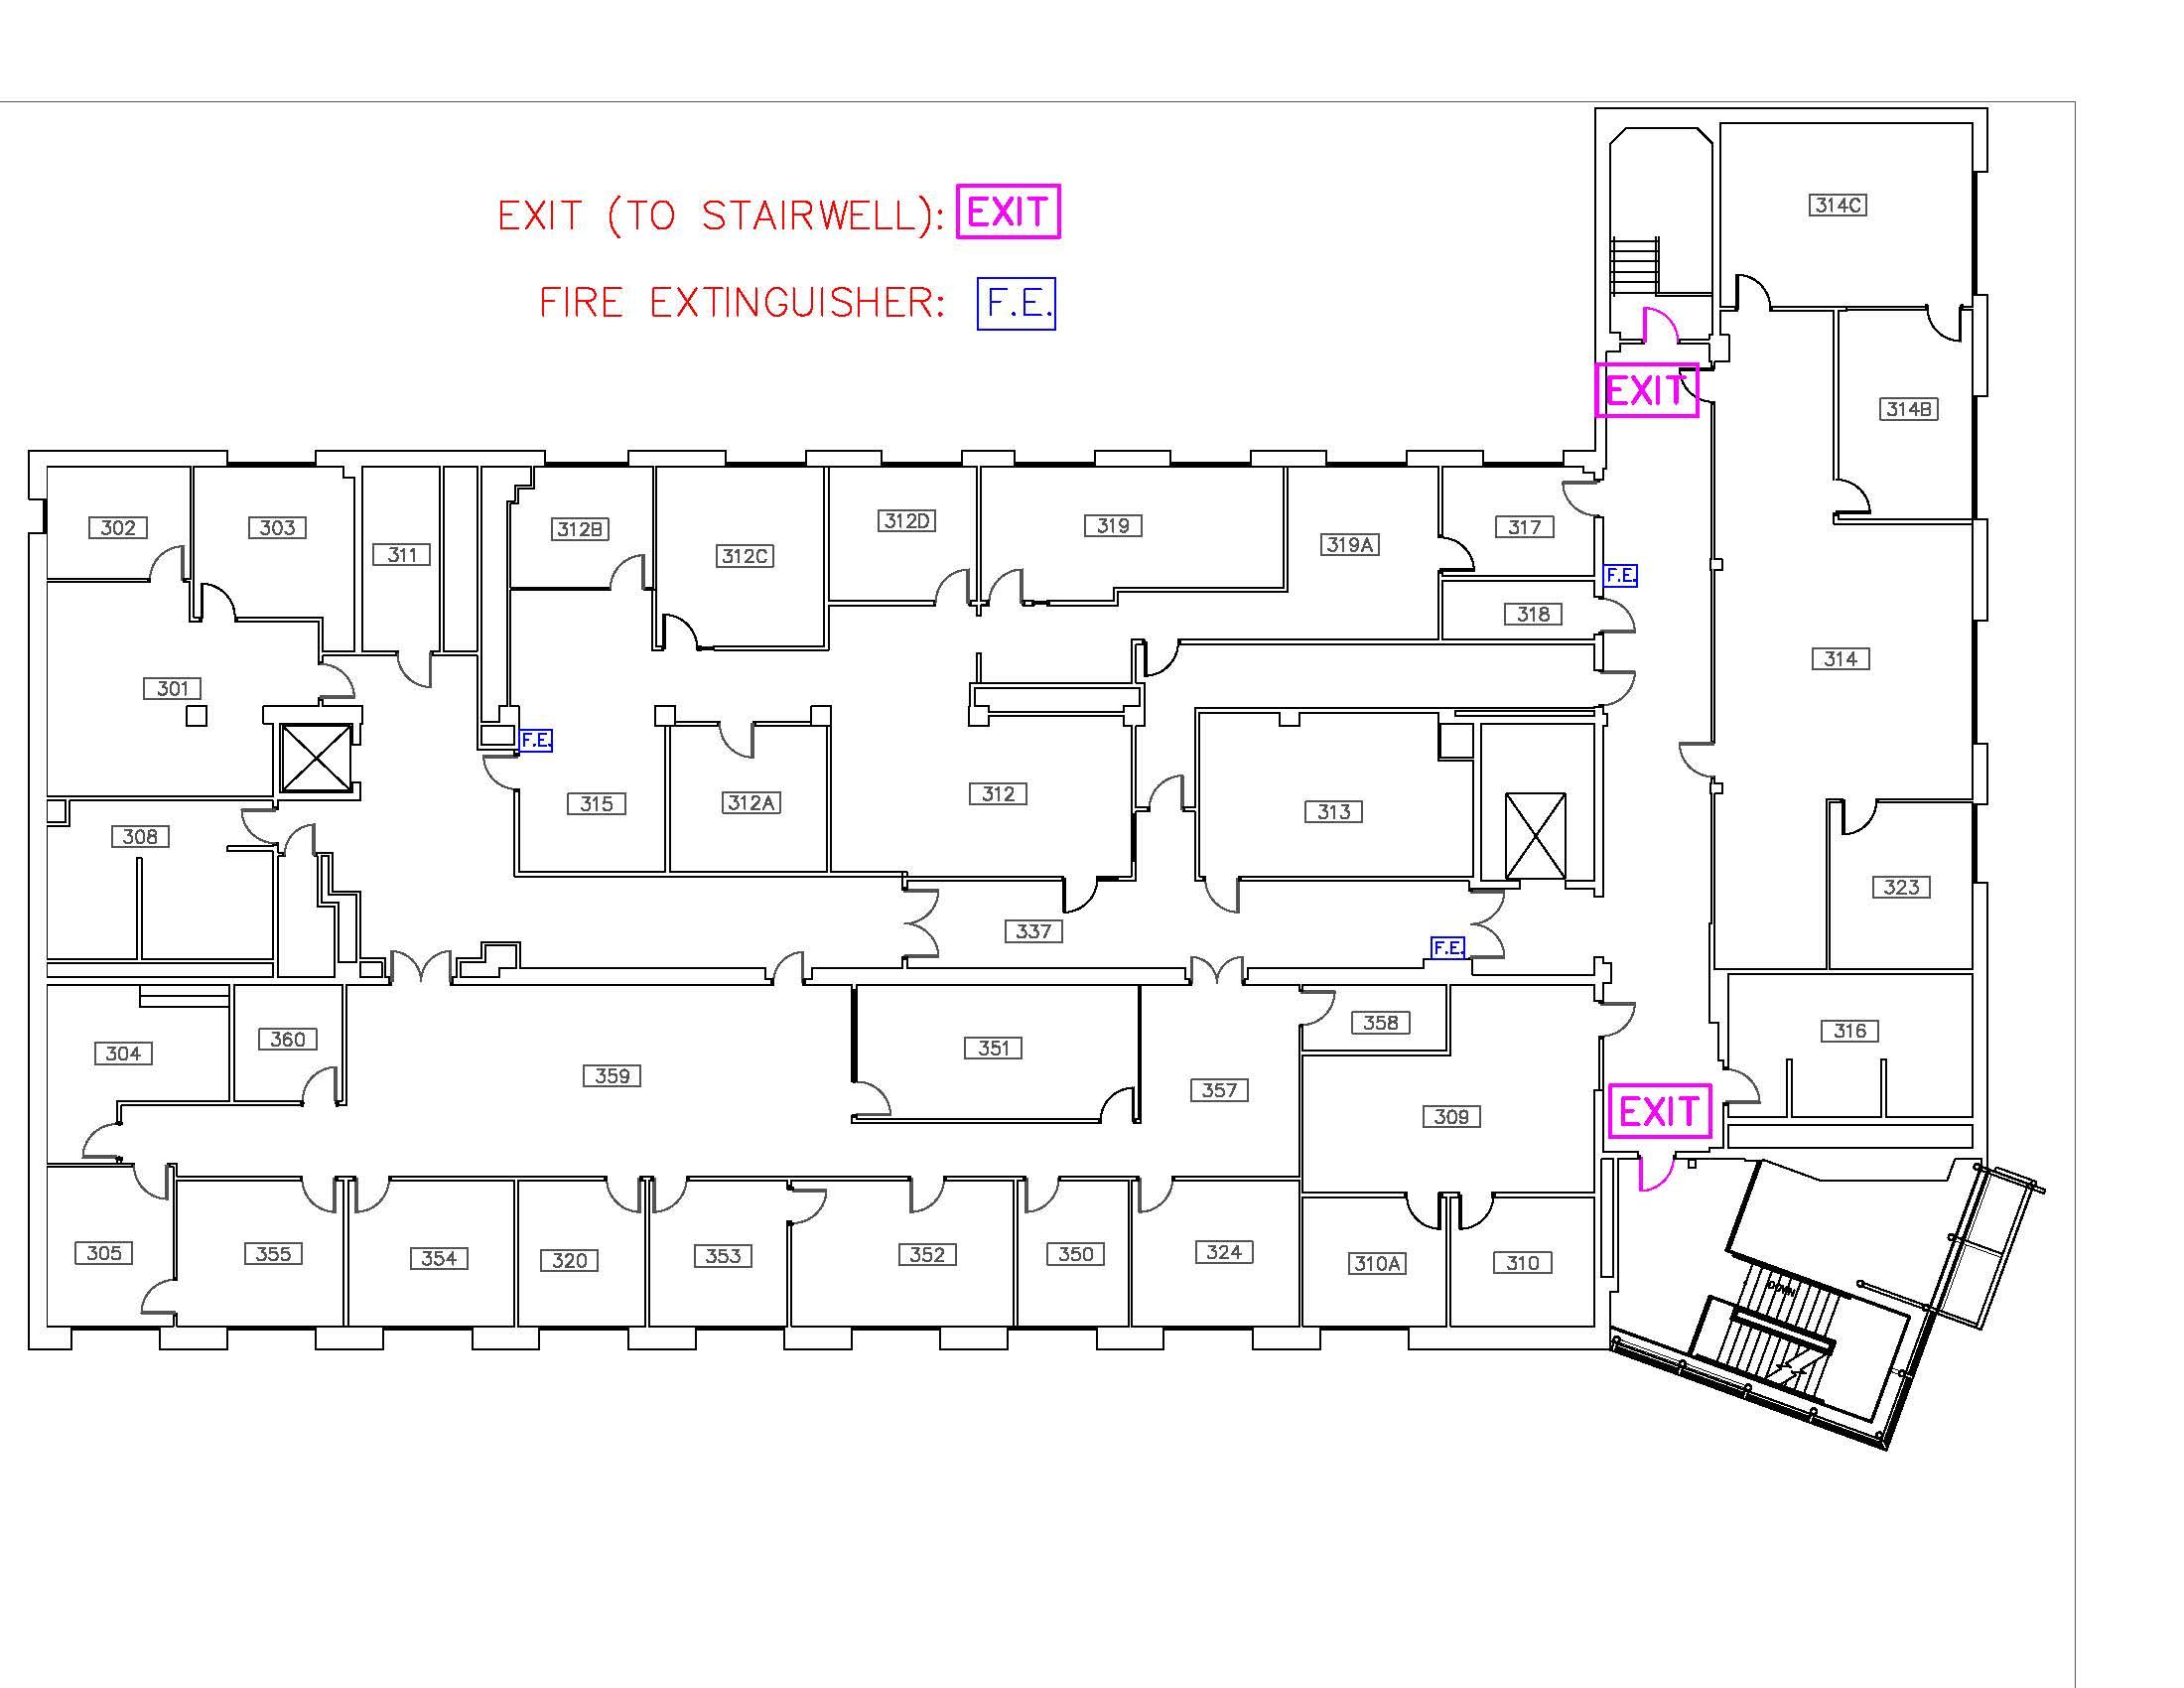 EXIT (TO STAIRWELL): EXIT
FIRE EXTINGUISHER: F.E.
314C
EXIT
314B
302
303
311
312B
312C
312D
319
319A
317
F.E.
318
314
301
F.E.
315
312A
312
313
308
323
337
F.E.
304
360
359
351
357
358
309
316
EXIT
305
355
354
320
353
352
350
324
310A
310
DOWN